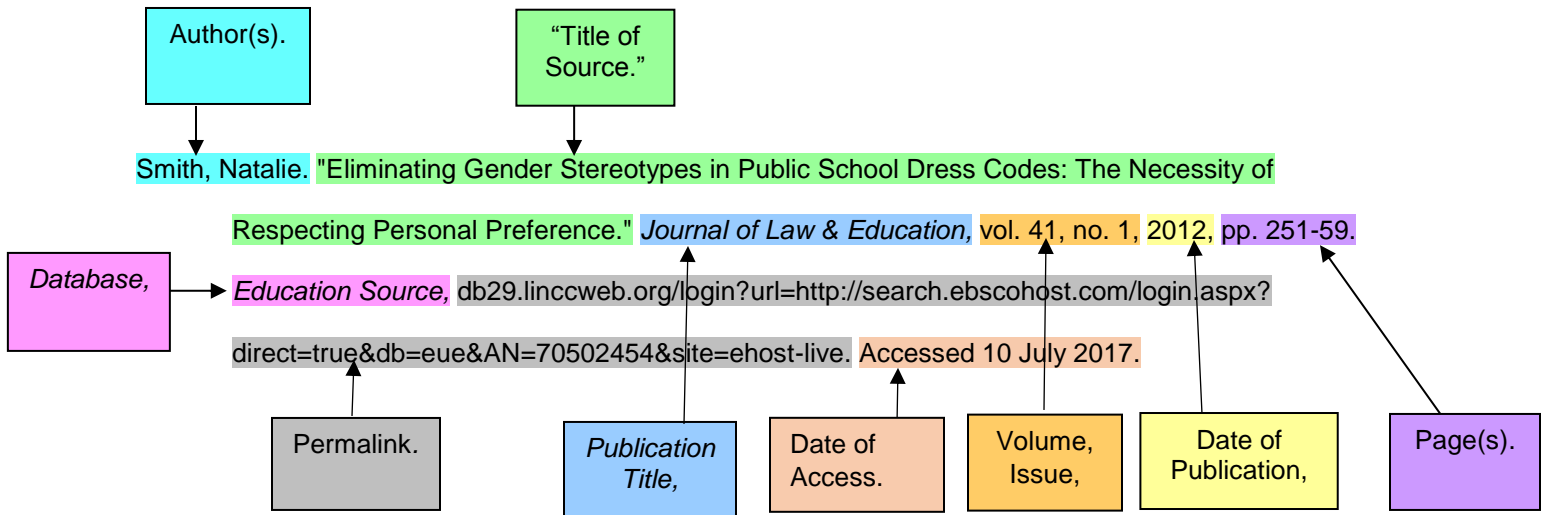 Author(s).
“Title of
Source.”
Smith, Natalie. "Eliminating Gender Stereotypes in Public School Dress Codes: The Necessity of
Respecting Personal Preference." Journal of Law & Education, vol. 41, no. 1, 2012, pp. 251-59.
Database,
Education Source, db29.linccweb.org/login?url=http://search.ebscohost.com/login.aspx?
direct=true&db=eue&AN=70502454&site=ehost-live. Accessed 10 July 2017.
Permalink.
Publication
Title,
Date of
Access.
Volume,
Issue,
Date of
Publication,
Page(s).